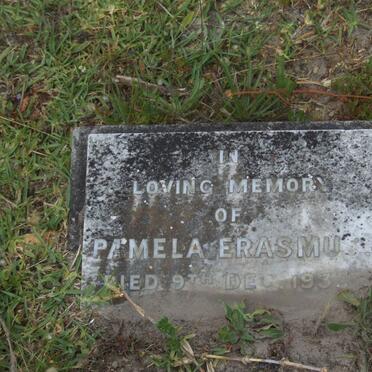 IN
LOVING MEMORY
OF
PAMELA ERASMU
DIED 9TH DEC. 193